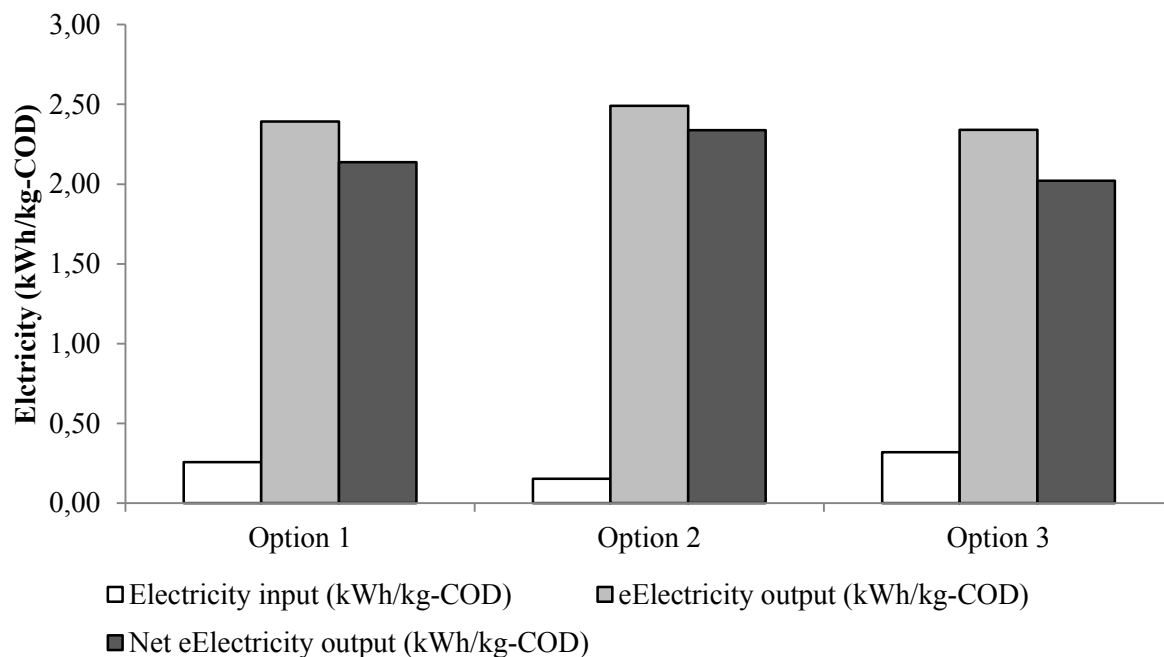 3,00
2,50
2,00
1,50
1,00
0,50
0,00
Elctricity (kWh/kg-COD)
Option 1
Option 2
Option 3
Electricity input (kWh/kg-COD)
eElectricity output (kWh/kg-COD)
Net eElectricity output (kWh/kg-COD)